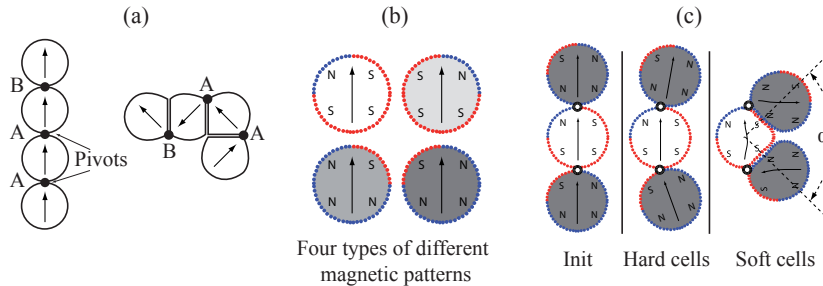 (a)
(b)
(c)
B
A
A
Pivots
A
B
A
N S
S S
N S
S N
S S
N N
S N
N N
Four types of different
magnetic patterns
S N
N N
N S
S S
S N
N N
Init
S N
N N
N S
S S
S N
N N
Hard cells
S N
N N
N S
S S
S N
N N
Soft cells